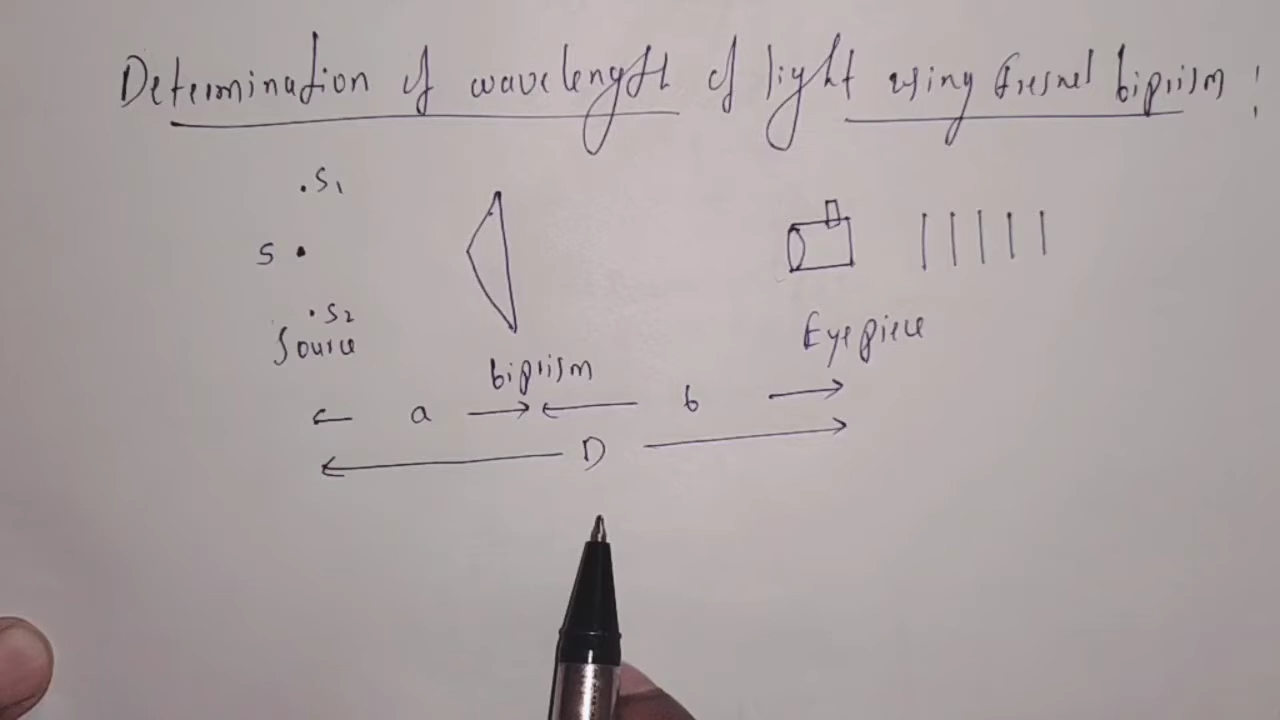 Determination of wavelength of light using Fresnel biprism :
.S1
S •
.S2
Source
biprism
Eyepiece
a
b
D